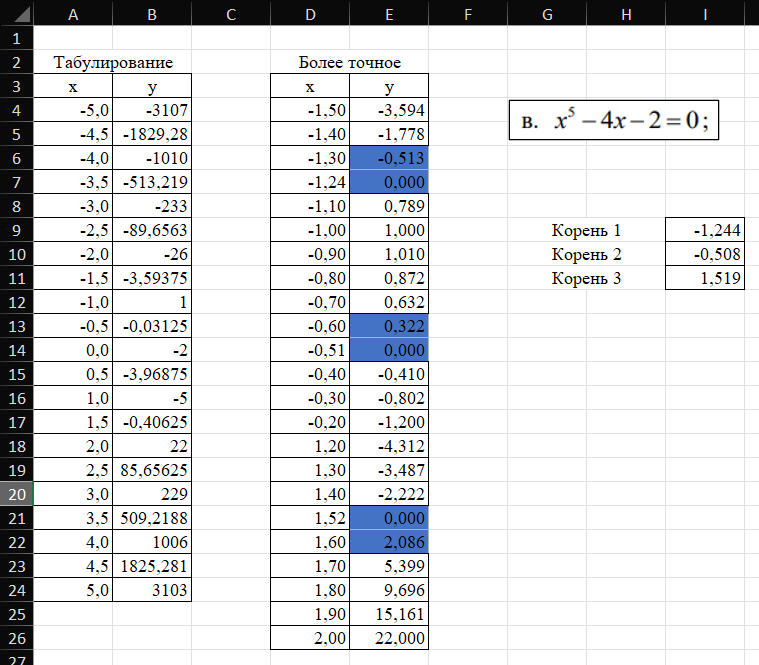 A B C D E F G H I
1
2 Табулирование Более точное
3 x y x y
4 -5,0 -3107 -1,50 -3,594 в. x⁵ – 4x – 2 = 0;
5 -4,5 -1829,28 -1,40 -1,778
6 -4,0 -1010 -1,30 -0,513
7 -3,5 -513,219 -1,24 0,000
8 -3,0 -233 -1,10 0,789
9 -2,5 -89,6563 -1,00 1,000 Корень 1 -1,244
10 -2,0 -26 -0,90 1,010 Корень 2 -0,508
11 -1,5 -3,59375 -0,80 0,872 Корень 3 1,519
12 -1,0 1 -0,70 0,632
13 -0,5 -0,03125 -0,60 0,322
14 0,0 -2 -0,51 0,000
15 0,5 -3,96875 -0,40 -0,410
16 1,0 -5 -0,30 -0,802
17 1,5 -0,40625 -0,20 -1,200
18 2,0 22 1,20 -4,312
19 2,5 85,65625 1,30 -3,487
20 3,0 229 1,40 -2,222
21 3,5 509,2188 1,52 0,000
22 4,0 1006 1,60 2,086
23 4,5 1825,281 1,70 5,399
24 5,0 3103 1,80 9,696
25 1,90 15,161
26 2,00 22,000
27